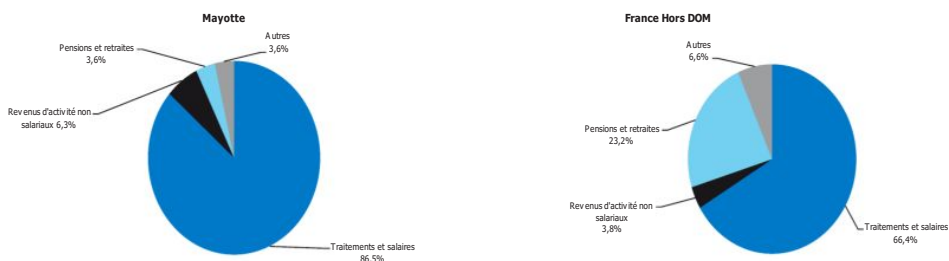 Mayotte
Pensions et retraites
3,6%
Autres
3,6%
Revenus d'activité non
salariaux 6,3%
Traitements et salaires
86,5%
France Hors DOM
Autres
6,6%
Pensions et retraites
23,2%
Revenus d'activité non
salariaux
3,8%
Traitements et salaires
66,4%